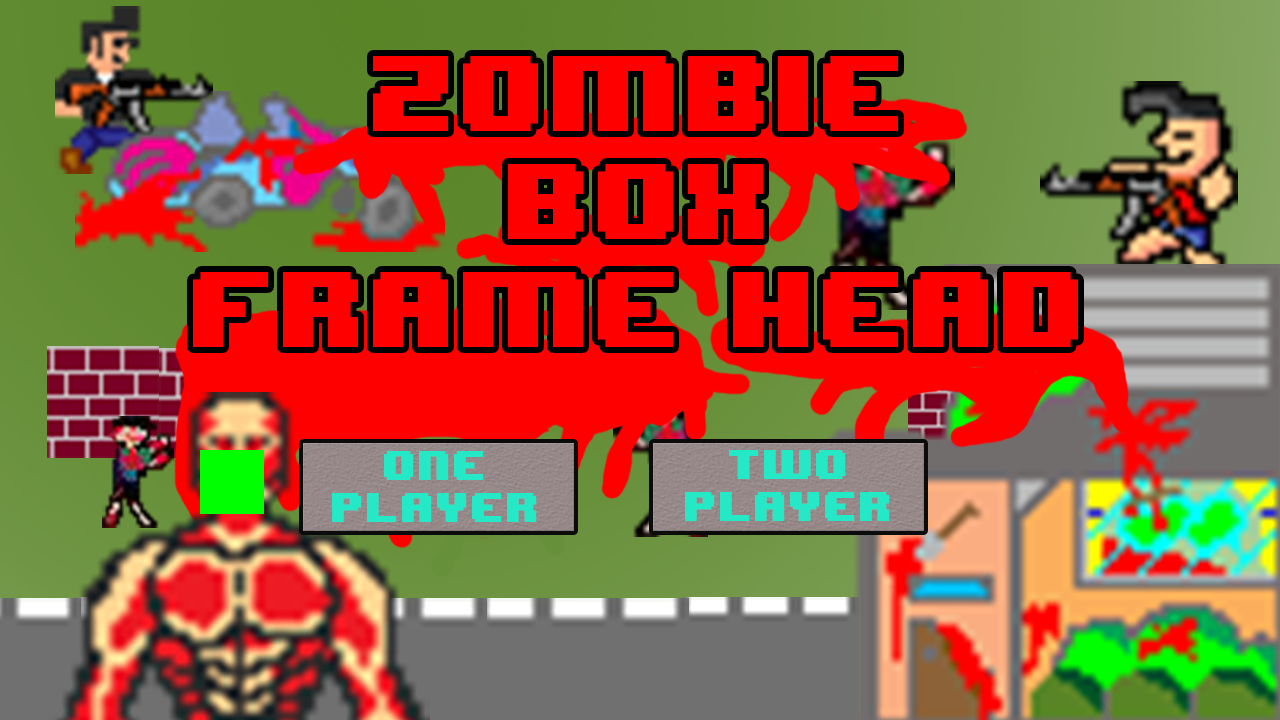 ZOMBIE
BOX
FRAME HEAD
ONE
PLAYER
TWO
PLAYER